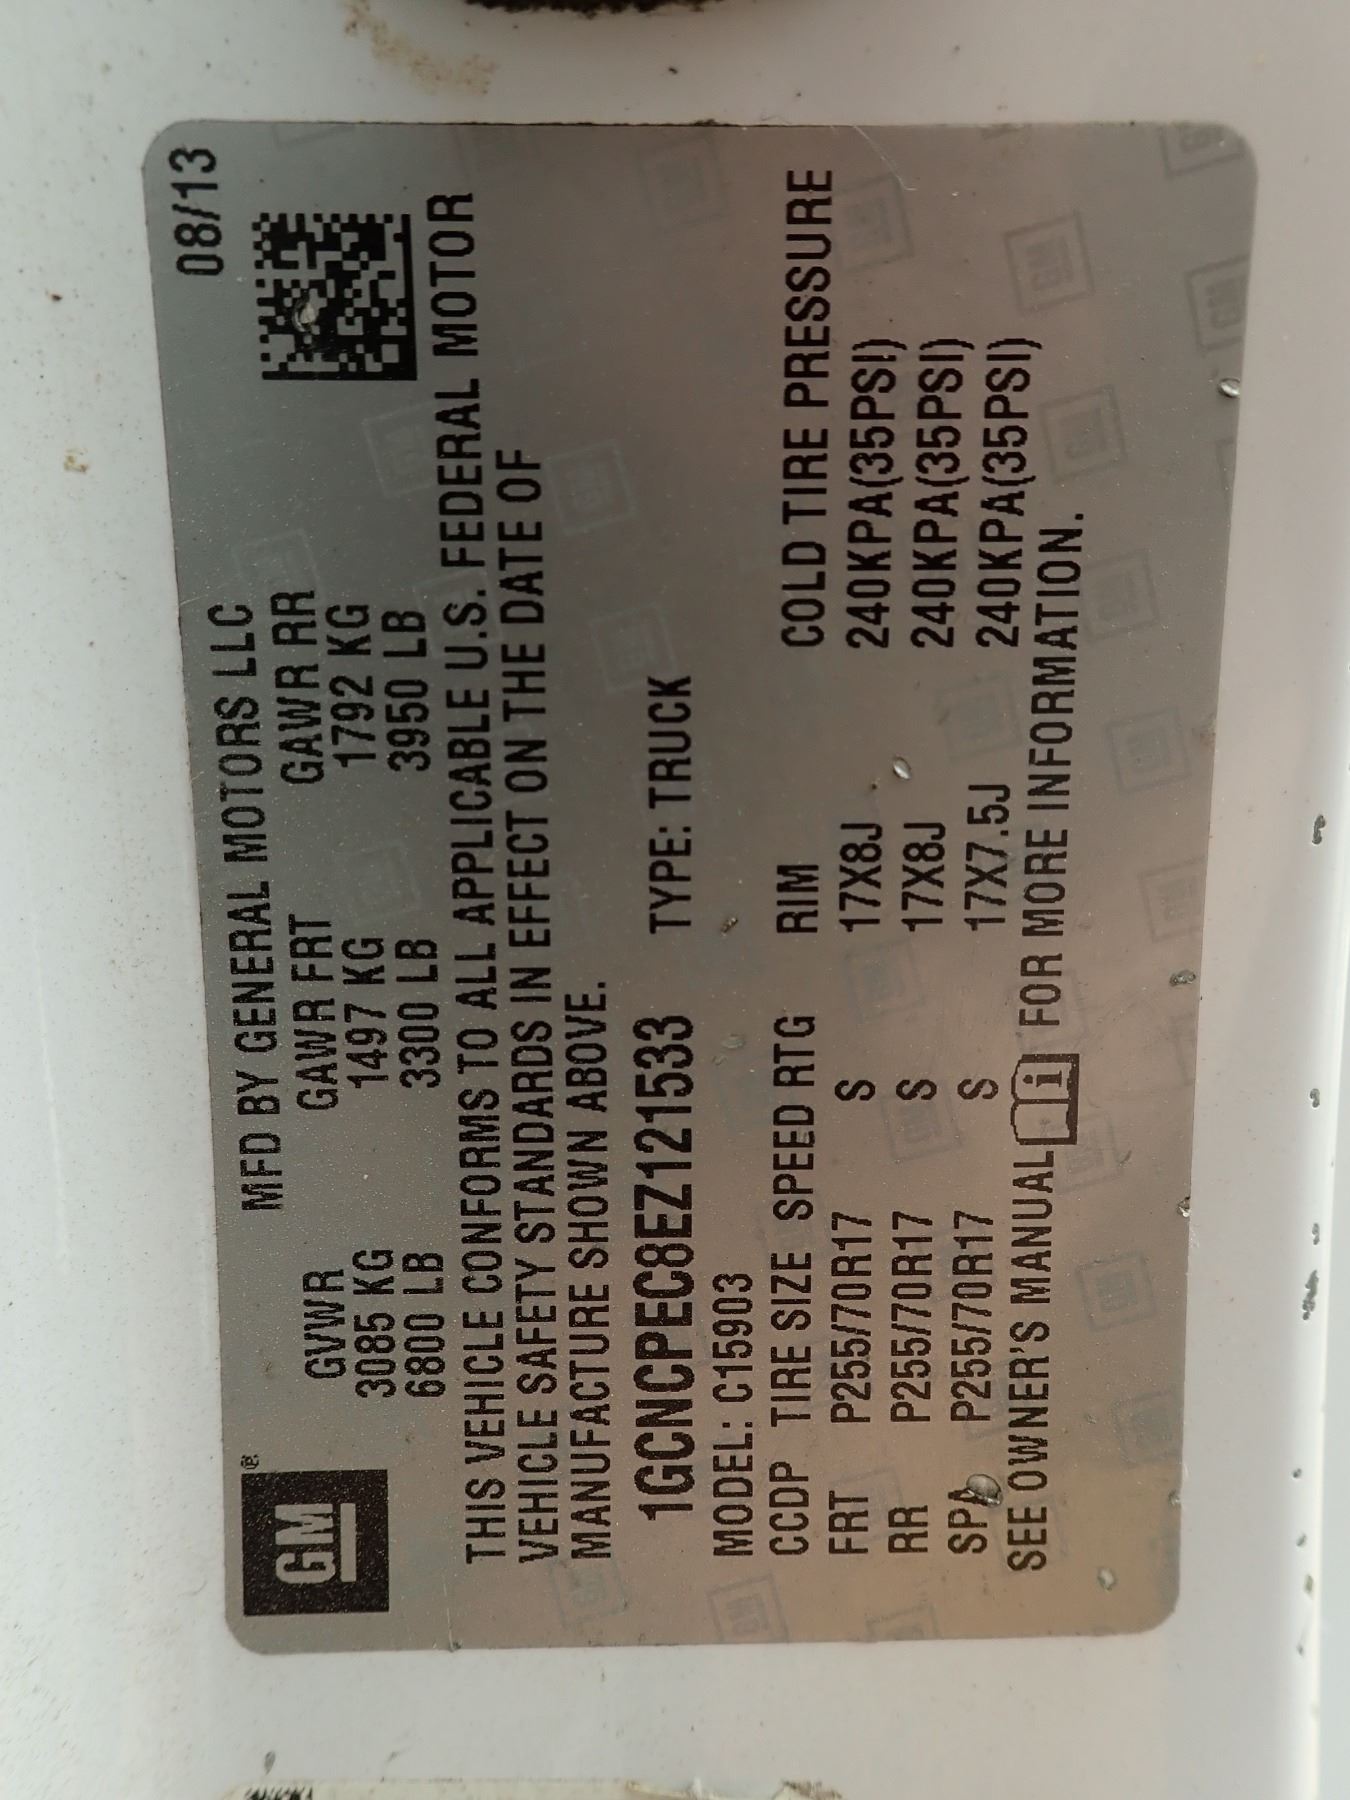 GM ®
MFD BY GENERAL MOTORS LLC 08/13
GVWR GAWR FRT GAWR RR
3085 KG 1497 KG 1792 KG
6800 LB 3300 LB 3950 LB
THIS VEHICLE CONFORMS TO ALL APPLICABLE U.S. FEDERAL MOTOR
VEHICLE SAFETY STANDARDS IN EFFECT ON THE DATE OF
MANUFACTURE SHOWN ABOVE.
1GCNCPEC8EZ121533 TYPE: TRUCK
MODEL: C15903
CCDP TIRE SIZE SPEED RTG RIM COLD TIRE PRESSURE
FRT P255/70R17 S 17X8J 240KPA(35PSI)
RR P255/70R17 S 17X8J 240KPA(35PSI)
SPA P255/70R17 S 17X7.5J 240KPA(35PSI)
SEE OWNER'S MANUAL i FOR MORE INFORMATION.